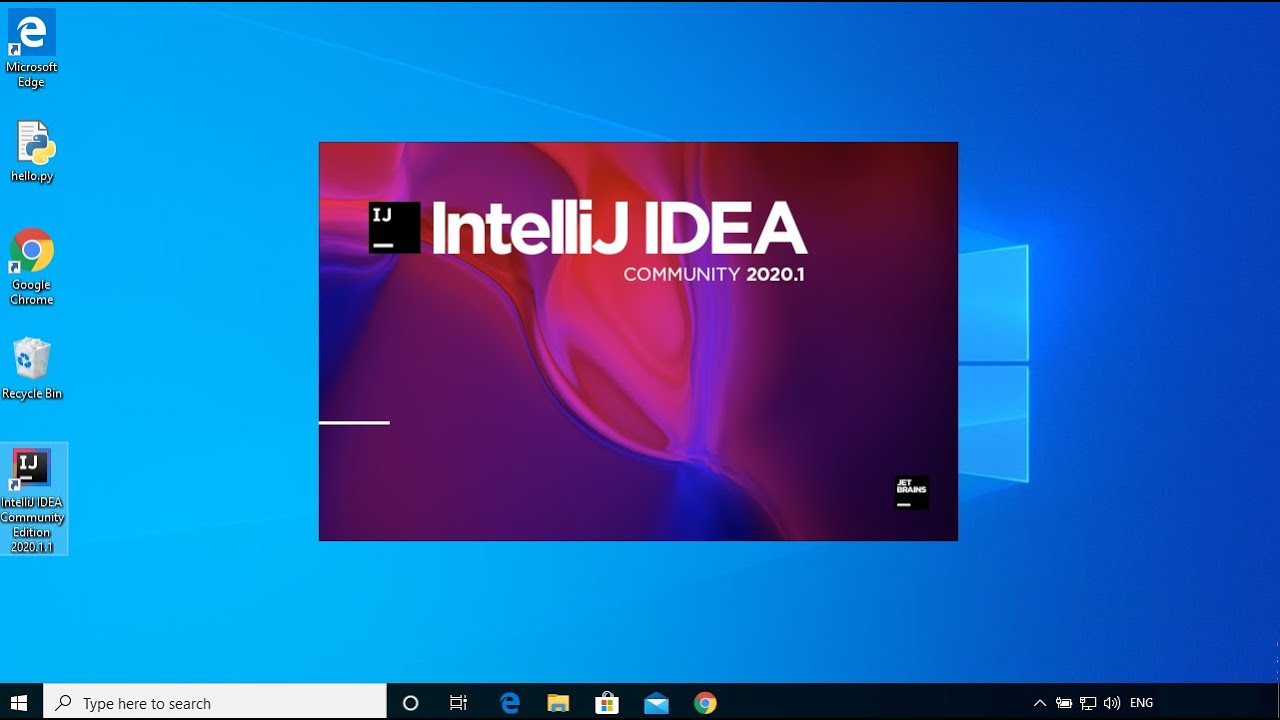 Microsoft
Edge
hello.py
Google
Chrome
Recycle Bin
IJ
IntelliJ IDEA
Community
Edition
2020.1.1
IJ
IntelliJ IDEA
COMMUNITY 2020.1
JET
BRAINS
Type here to search
ENG